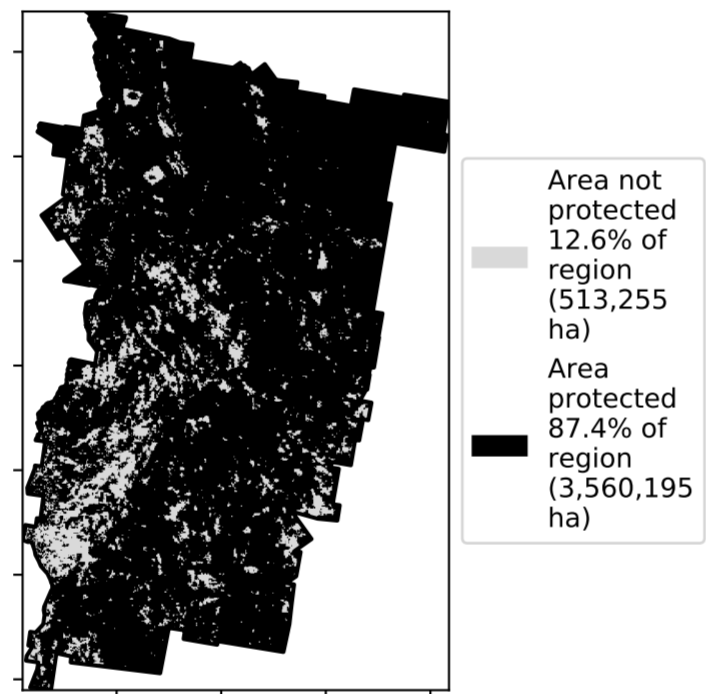 Area not
protected
12.6% of
region
(513,255
ha)
Area
protected
87.4% of
region
(3,560,195
ha)